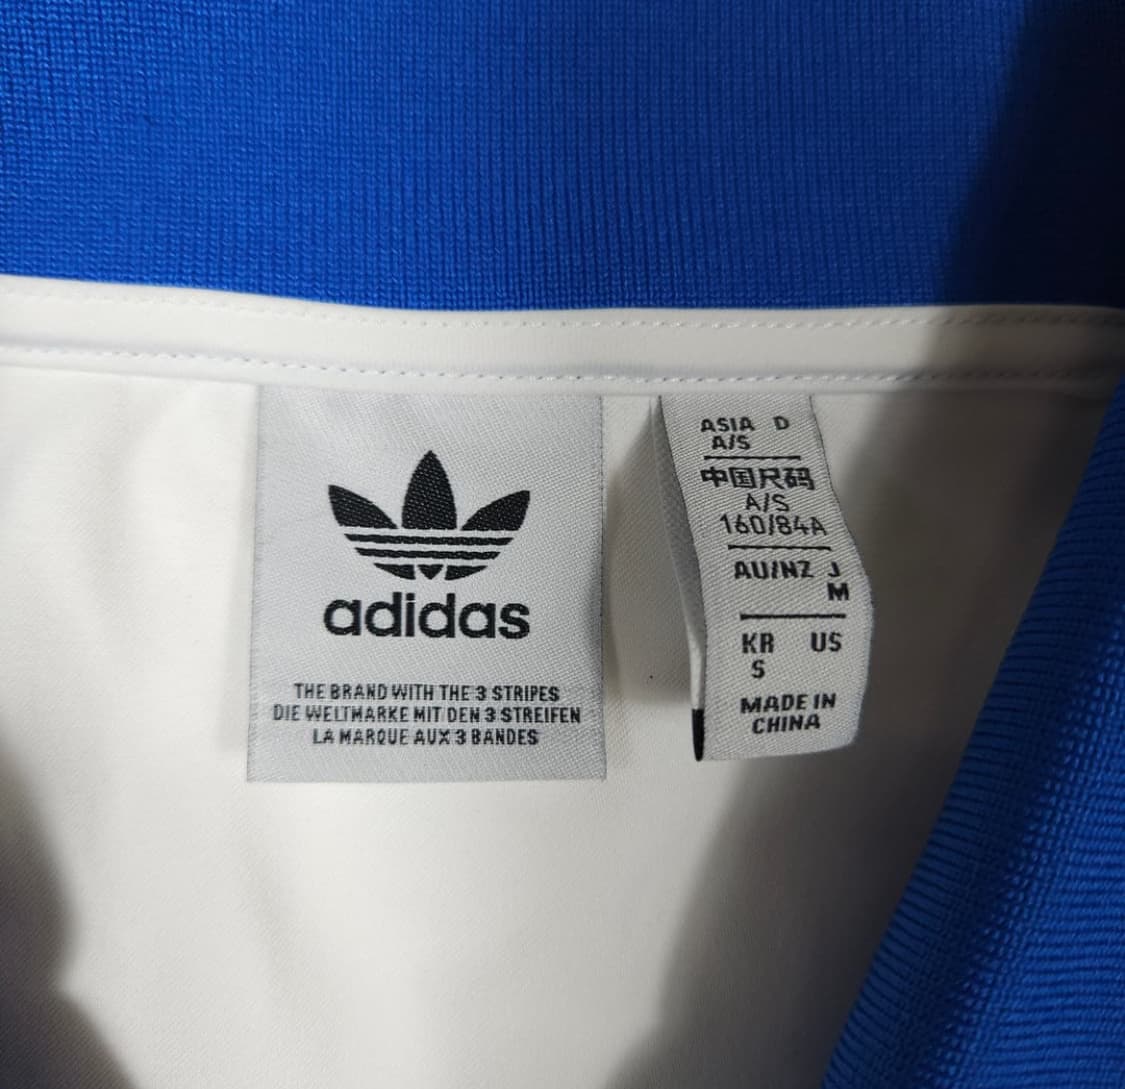 adidas
THE BRAND WITH THE 3 STRIPES
DIE WELTMARKE MIT DEN 3 STREIFEN
LA MARQUE AUX 3 BANDES
ASIA D
A/S
中国尺码
A/S
160/84A
AU/NZ J
M
KR US
S
MADE IN
CHINA